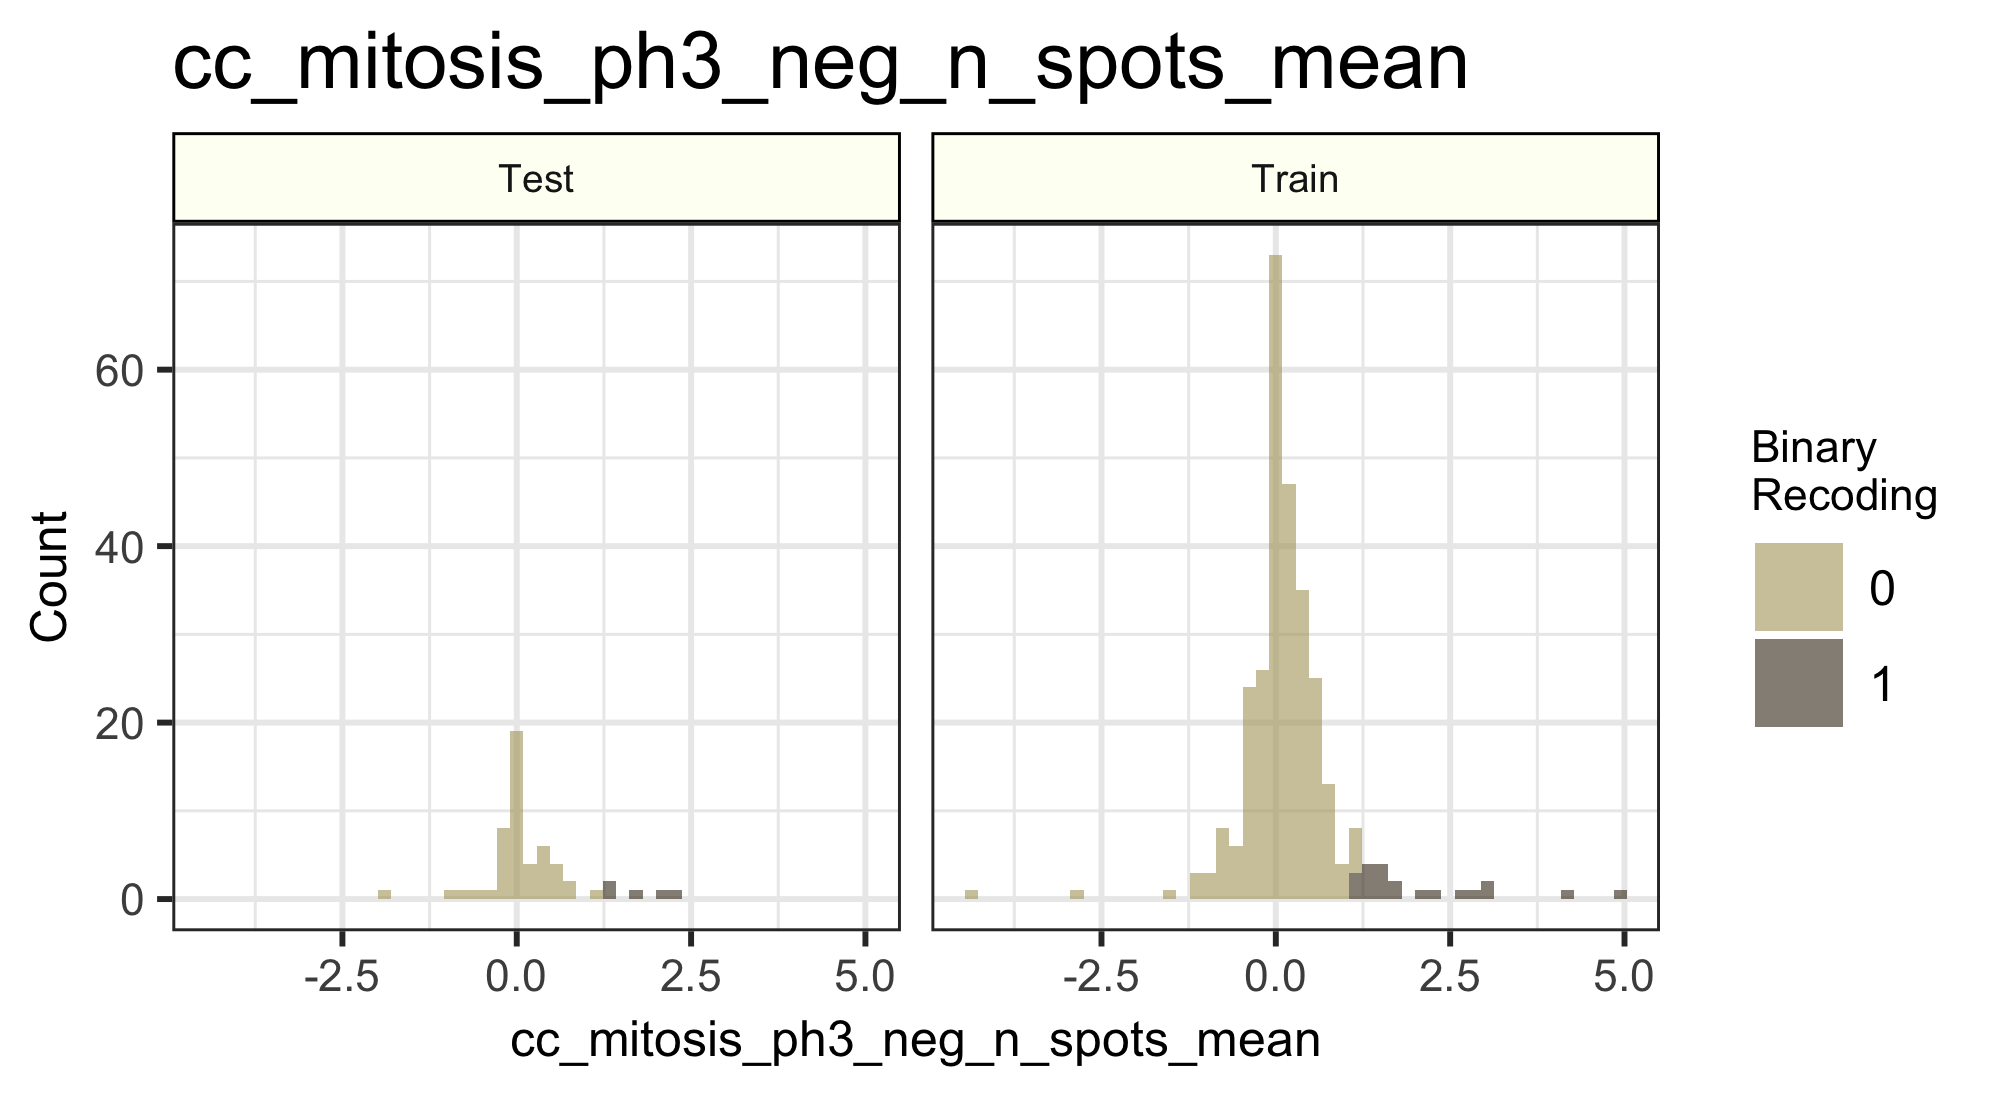 cc_mitosis_ph3_neg_n_spots_mean
Test
Train
Count
60
40
20
0
-2.5 0.0 2.5 5.0
-2.5 0.0 2.5 5.0
cc_mitosis_ph3_neg_n_spots_mean
Binary
Recoding
0
1